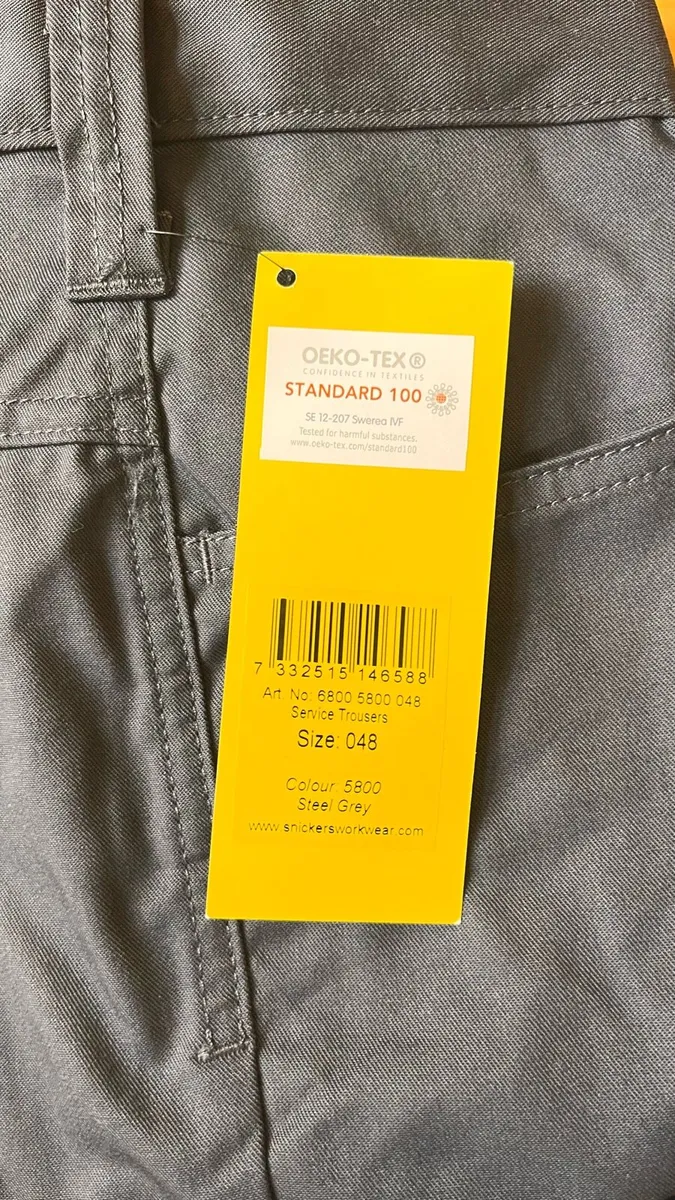 OEKO-TEX®
CONFIDENCE IN TEXTILES
STANDARD 100
SE 12-207 Swerea IVF
Tested for harmful substances.
www.oeko-tex.com/standard100
7 332515 146588
Art. No: 6800 5800 048
Service Trousers
Size: 048
Colour: 5800
Steel Grey
www.snickersworkwear.com